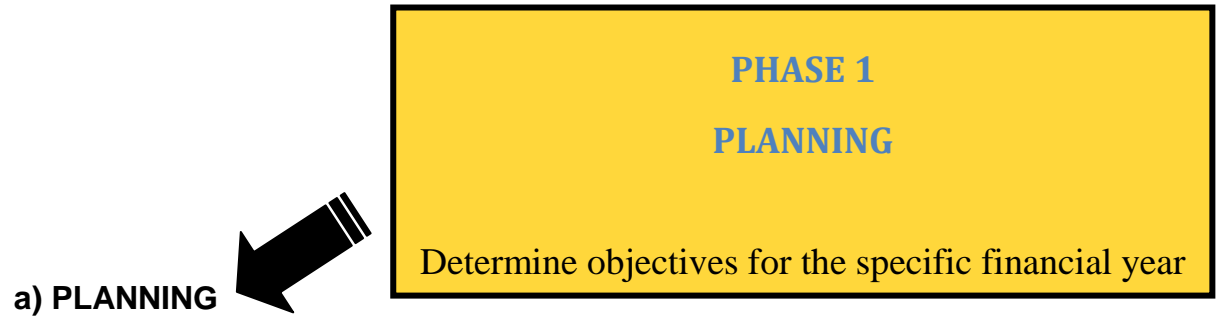 PHASE 1
PLANNING
Determine objectives for the specific financial year
a) PLANNING